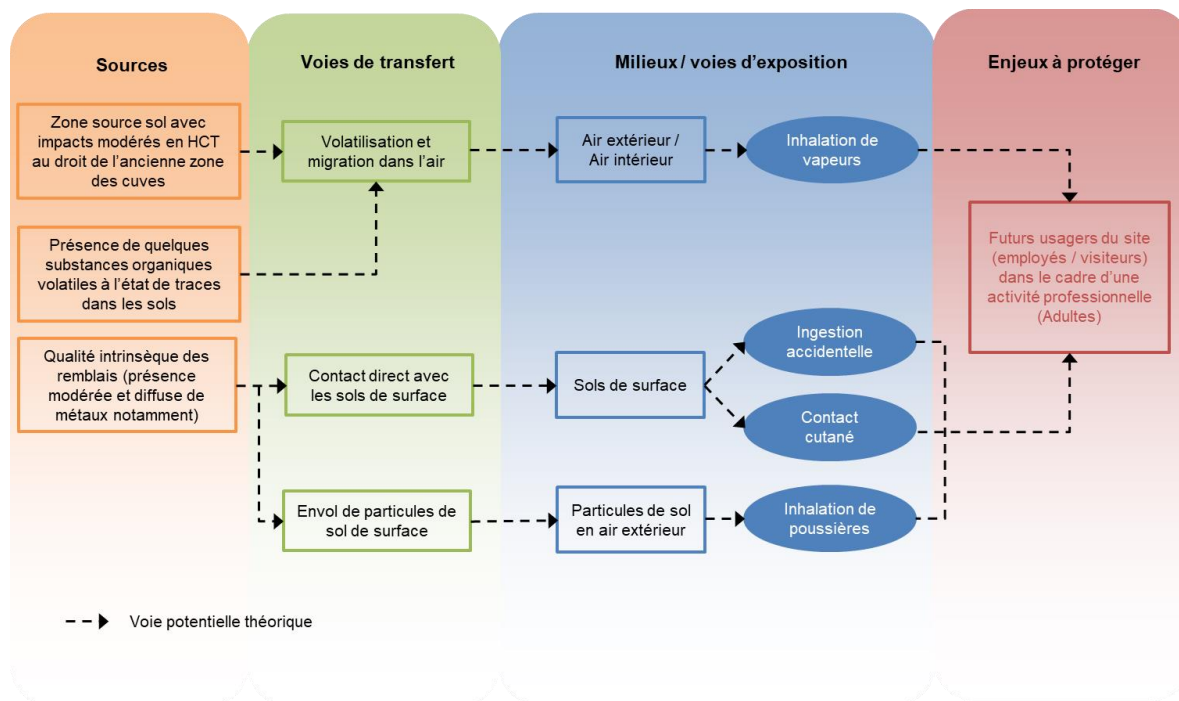 Sources
Voies de transfert
Milieux / voies d'exposition
Enjeux à protéger
Zone source sol avec
impacts modérés en HCT
au droit de l'ancienne zone
des cuves
Volatilisation et
migration dans l'air
Air extérieur /
Air intérieur
Inhalation de
vapeurs
Présence de quelques
substances organiques
volatiles à l'état de traces
dans les sols
Futurs usagers du site
(employés / visiteurs)
dans le cadre d'une
activité professionnelle
(Adultes)
Qualité intrinsèque des
remblais (présence
modérée et diffuse de
métaux notamment)
Contact direct avec
les sols de surface
Sols de surface
Ingestion
accidentelle
Contact
cutané
Envol de particules de
sol de surface
Particules de sol
en air extérieur
Inhalation de
poussières
Voie potentielle théorique